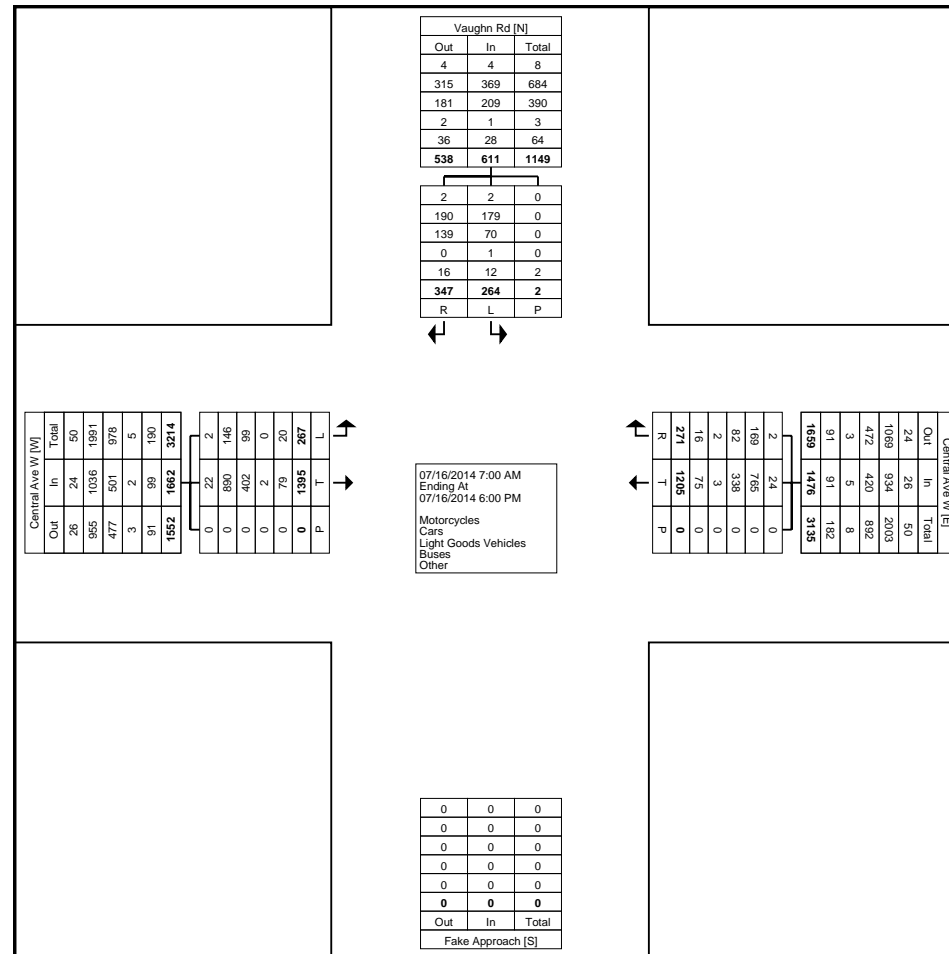 Vaughn Rd [N]
Out In Total
4 4 8
315 369 684
181 209 390
2 1 3
36 28 64
538 611 1149
2 2 0
190 179 0
139 70 0
0 1 0
16 12 2
347 264 2
R L P
Central Ave W [W]
Total In Out
50 24 26
1991 1036 955
978 501 477
5 2 3
190 99 91
3214 1662 1552
2 22 0
146 890 0
99 402 0
0 2 0
20 79 0
267 1395 0
L T P
07/16/2014 7:00 AM
Ending At
07/16/2014 6:00 PM
Motorcycles
Cars
Light Goods Vehicles
Buses
Other
Central Ave W [E]
Out In Total
24 26 50
1069 934 2003
472 420 892
3 5 8
91 91 182
1659 1476 3135
2 24 0
169 765 0
82 338 0
2 3 0
16 75 0
271 1205 0
R T P
0 0 0
0 0 0
0 0 0
0 0 0
0 0 0
0 0 0
Out In Total
Fake Approach [S]